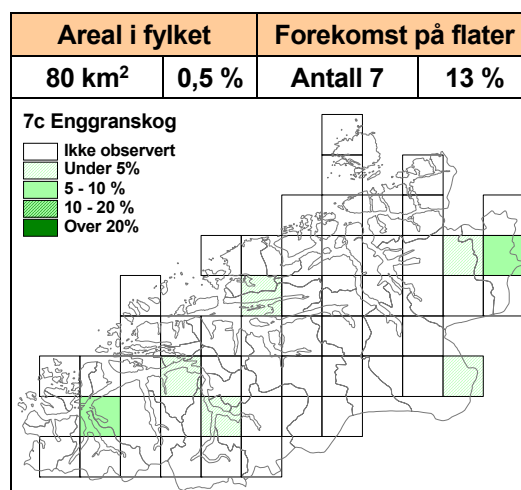 Areal i fylket Forekomst på flater
80 km² 0,5 % Antall 7 13 %
7c Enggranskog
Ikke observert
Under 5%
5 - 10 %
10 - 20 %
Over 20%